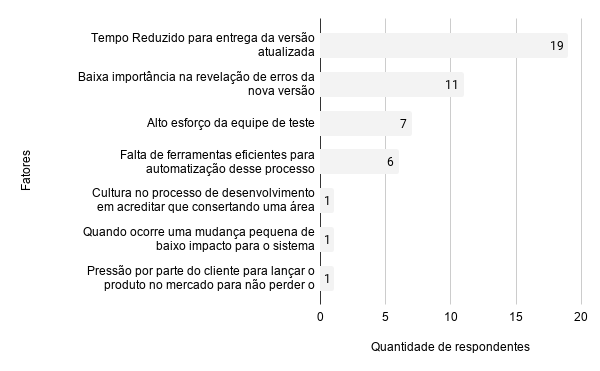 Tempo Reduzido para entrega da versão
atualizada
19
Baixa importância na revelação de erros da
nova versão
11
Alto esforço da equipe de teste
7
Falta de ferramentas eficientes para
automatização desse processo
6
Cultura no processo de desenvolvimento
em acreditar que consertando uma área
1
Quando ocorre uma mudança pequena de
baixo impacto para o sistema
1
Pressão por parte do cliente para lançar o
produto no mercado para não perder o
1
Fatores
0 5 10 15 20
Quantidade de respondentes